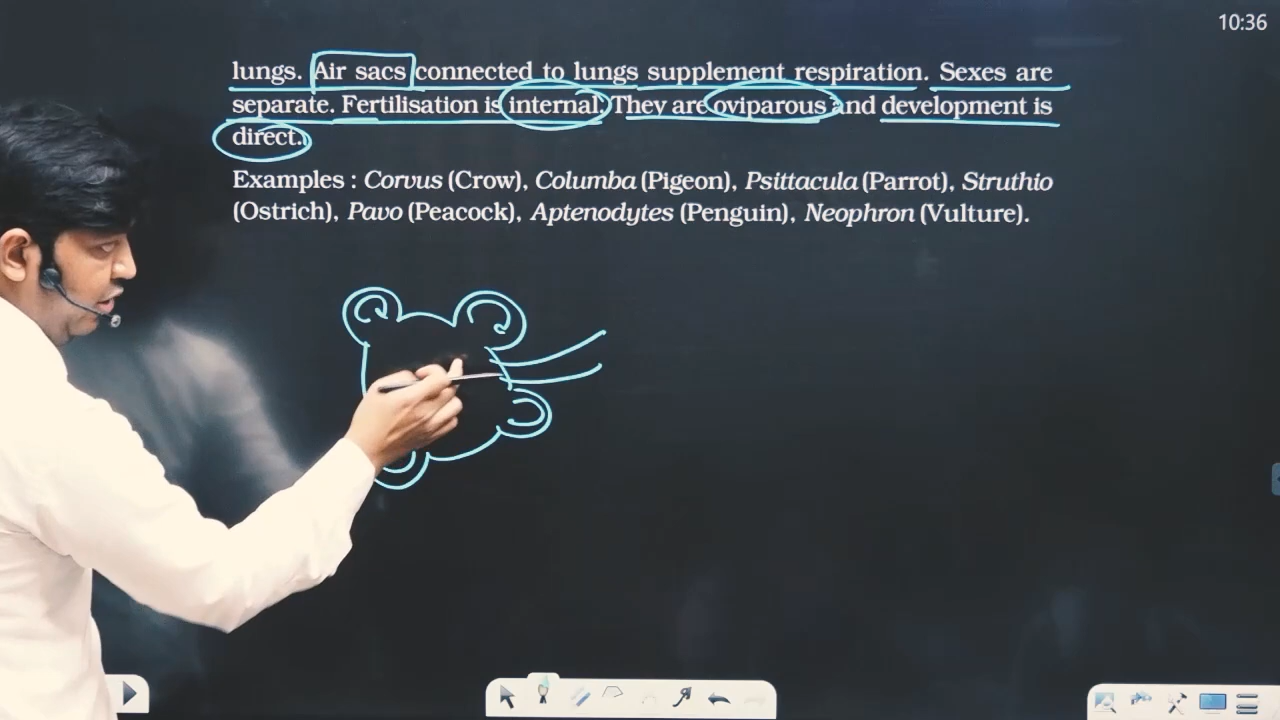 10:36
lungs. Air sacs connected to lungs supplement respiration. Sexes are
separate. Fertilisation is internal. They are oviparous and development is
direct.
Examples : Corvus (Crow), Columba (Pigeon), Psittacula (Parrot), Struthio
(Ostrich), Pavo (Peacock), Aptenodytes (Penguin), Neophron (Vulture).